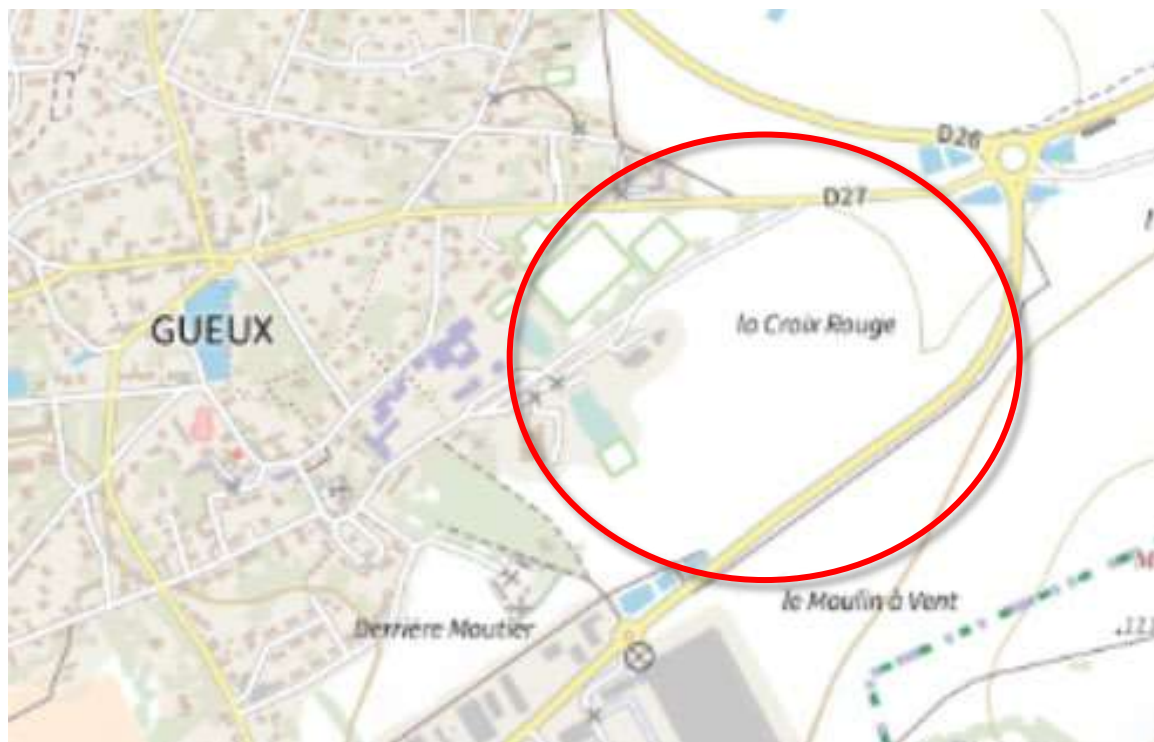 D26
D27
la Croix Rouge
GUEUX
le Moulin à Vent
Derrière Moutier